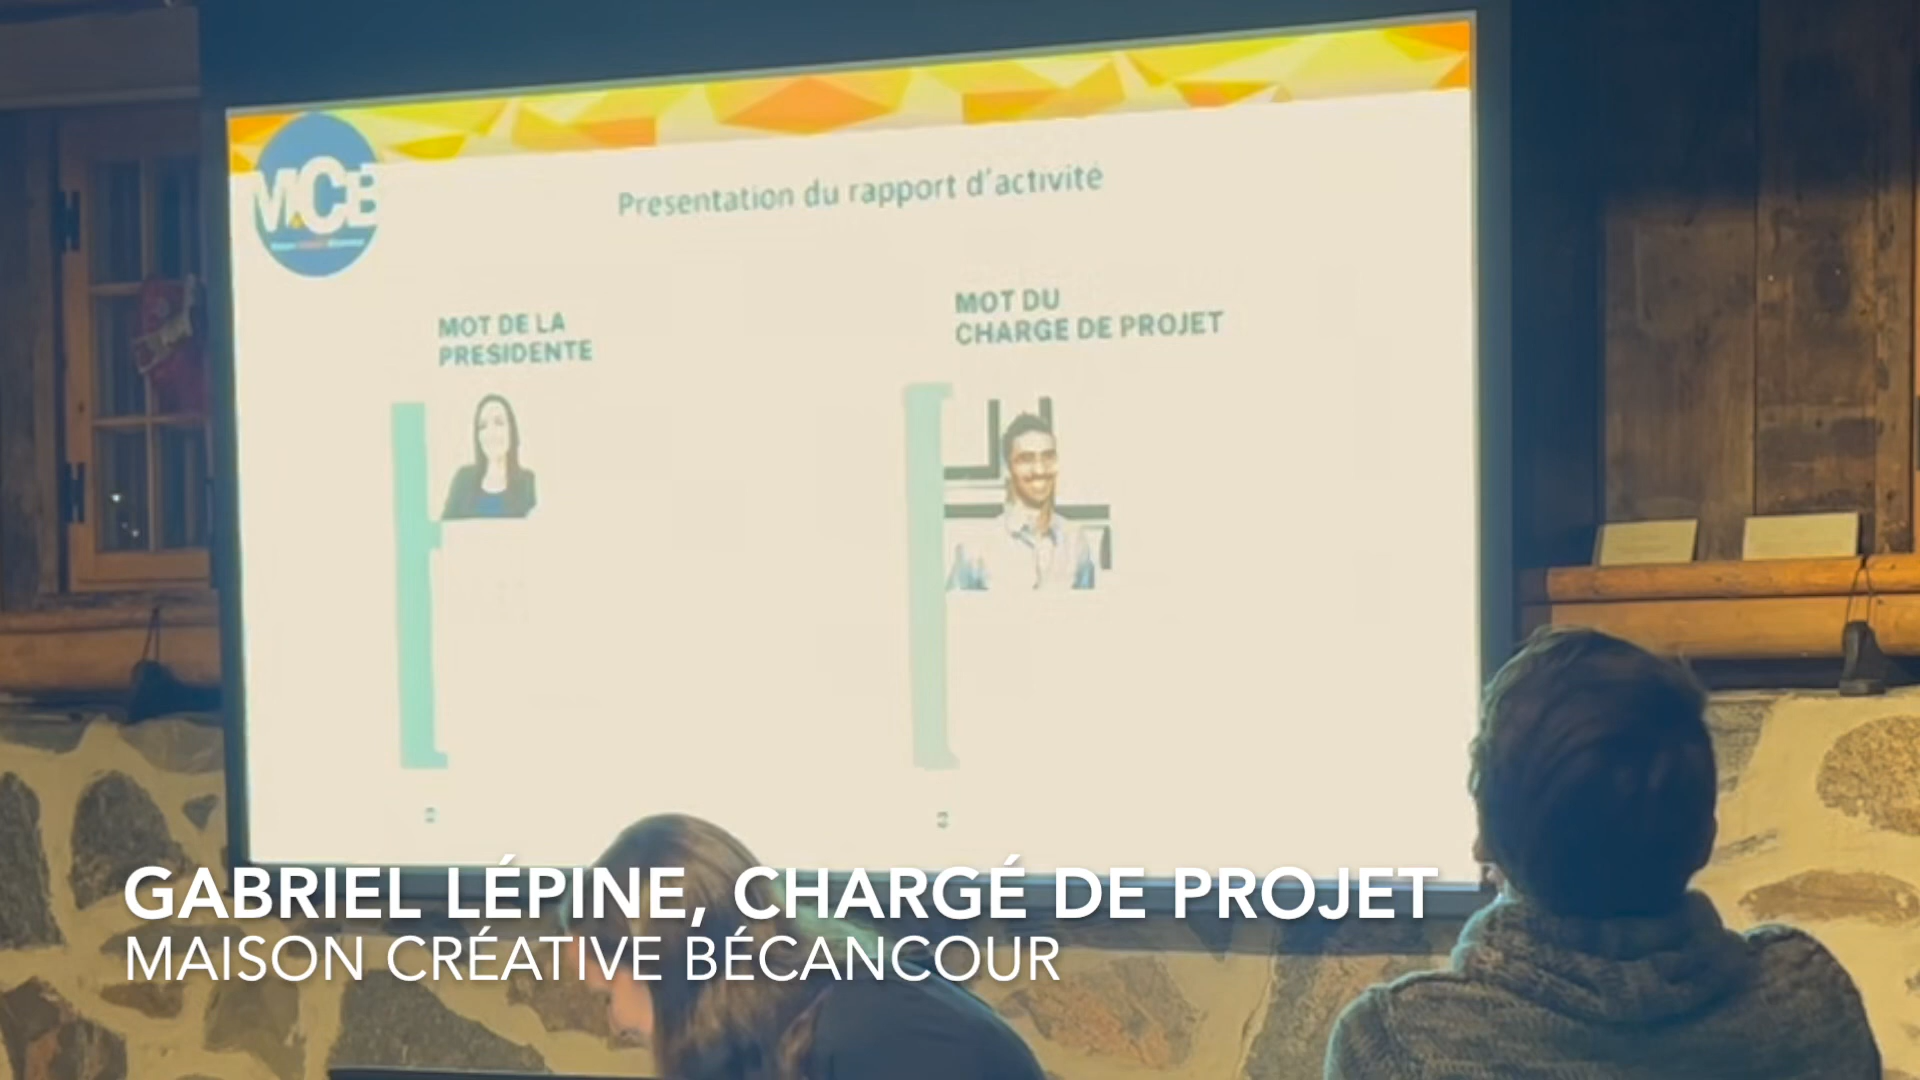 MCB
Presentation du rapport d'activité
MOT DE LA
PRESIDENTE
MOT DU
CHARGE DE PROJET
GABRIEL LÉPINE, CHARGÉ DE PROJET
MAISON CRÉATIVE BÉCANCOUR